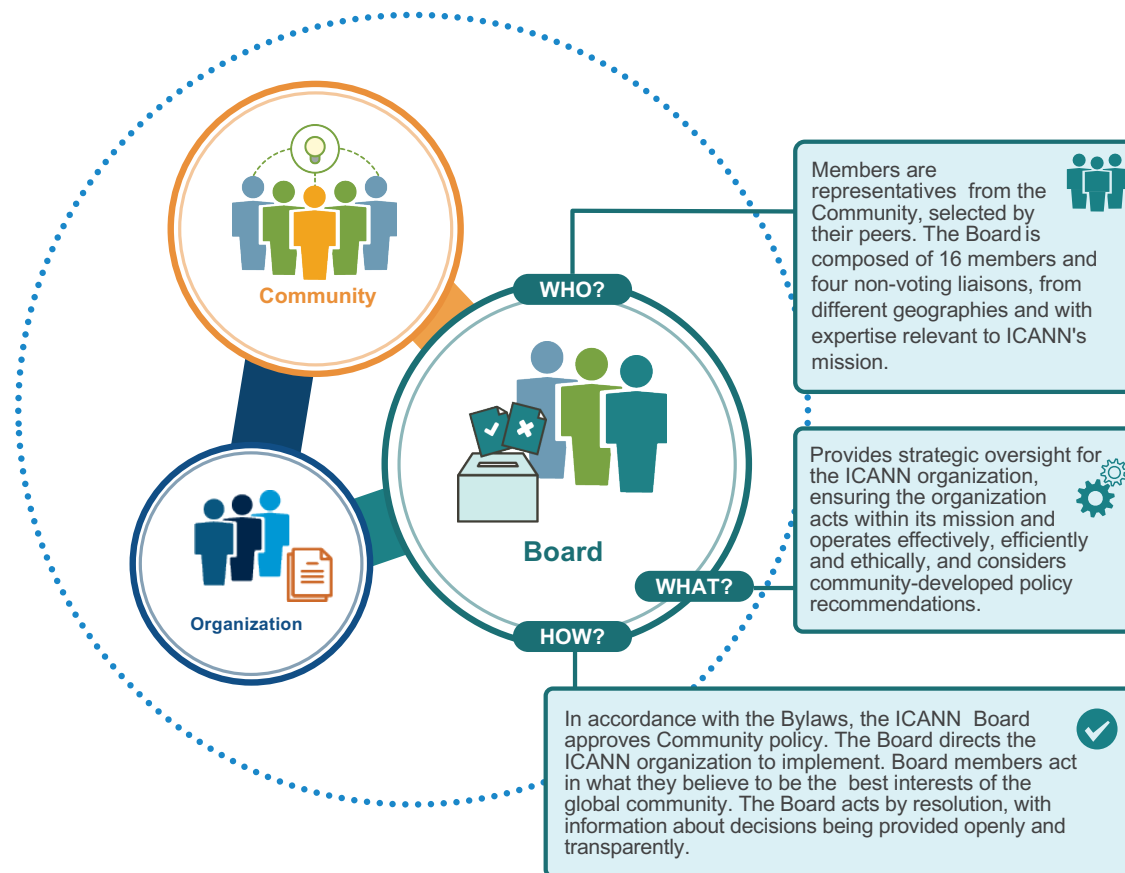 Community
WHO?
Members are
representatives from the
Community, selected by
their peers. The Board is
composed of 16 members and
four non-voting liaisons, from
different geographies and with
expertise relevant to ICANN's
mission.
Board
Organization
WHAT?
Provides strategic oversight for
the ICANN organization,
ensuring the organization
acts within its mission and
operates effectively, efficiently
and ethically, and considers
community-developed policy
recommendations.
HOW?
In accordance with the Bylaws, the ICANN Board
approves Community policy. The Board directs the
ICANN organization to implement. Board members act
in what they believe to be the best interests of the
global community. The Board acts by resolution, with
information about decisions being provided openly and
transparently.